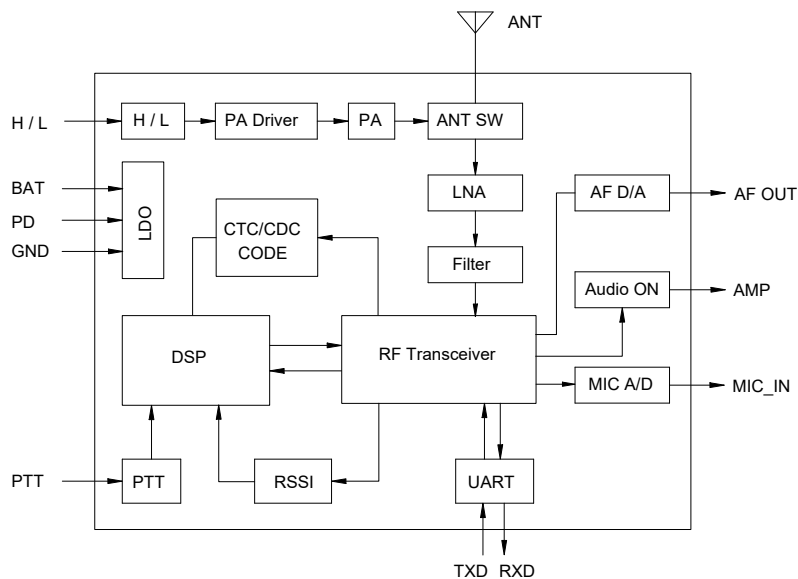 ANT
H / L
H / L
PA Driver
PA
ANT SW
BAT
PD
GND
LDO
LNA
AF D/A
AF OUT
CTC/CDC
CODE
Filter
Audio ON
AMP
DSP
RF Transceiver
MIC A/D
MIC_IN
PTT
PTT
RSSI
UART
TXD
RXD